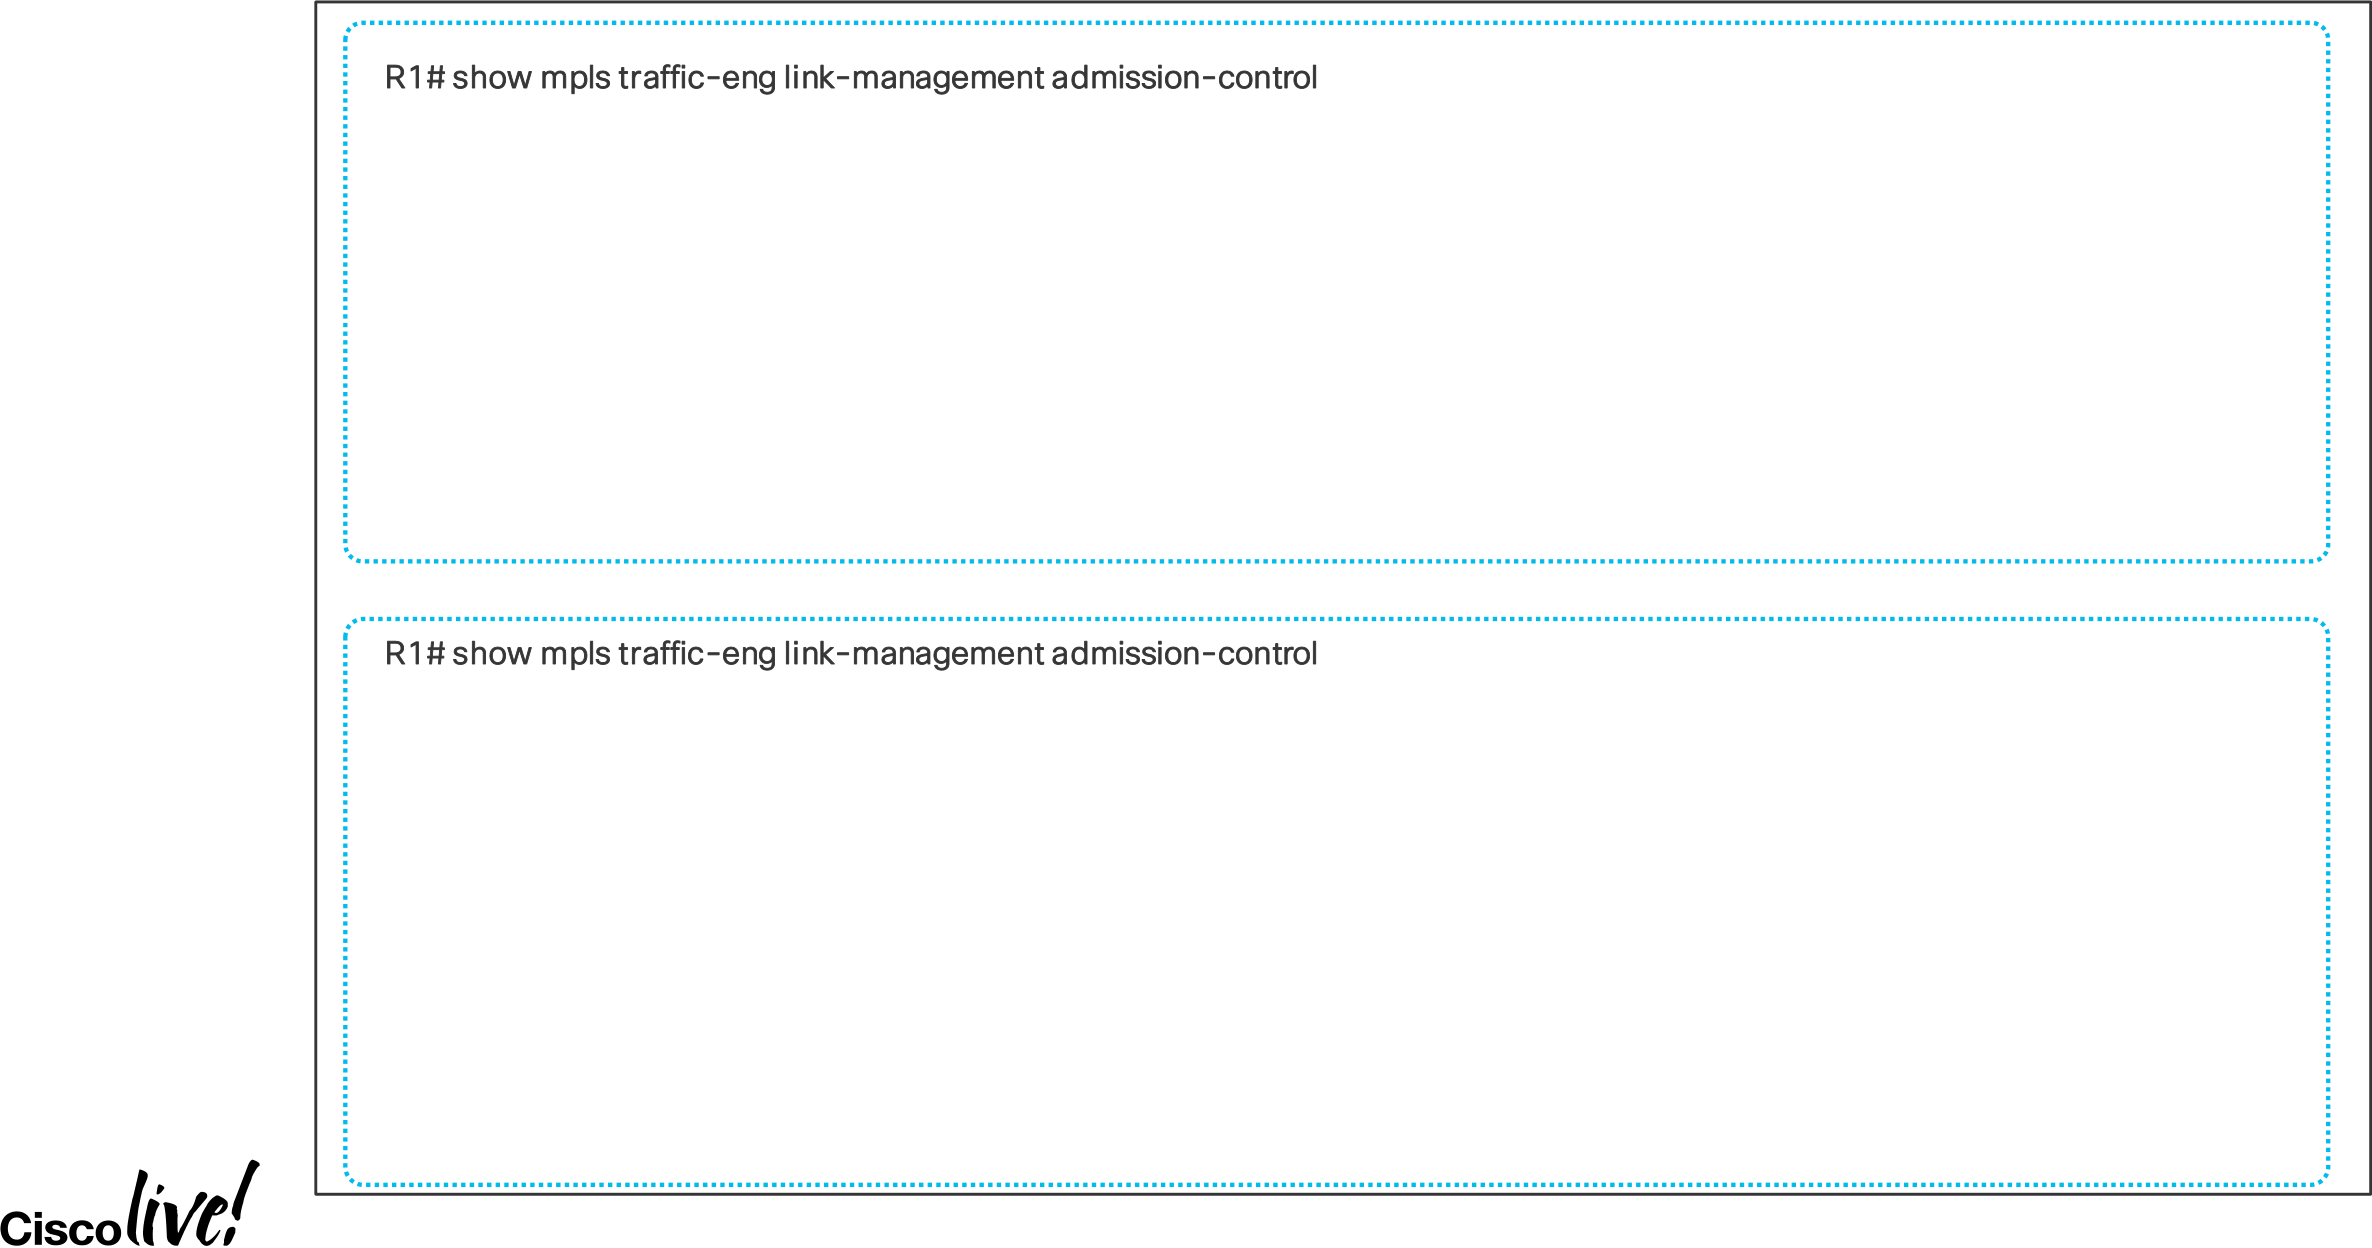 R1# show mpls traffic-eng link-management admission-control
R1# show mpls traffic-eng link-management admission-control
Cisco live!